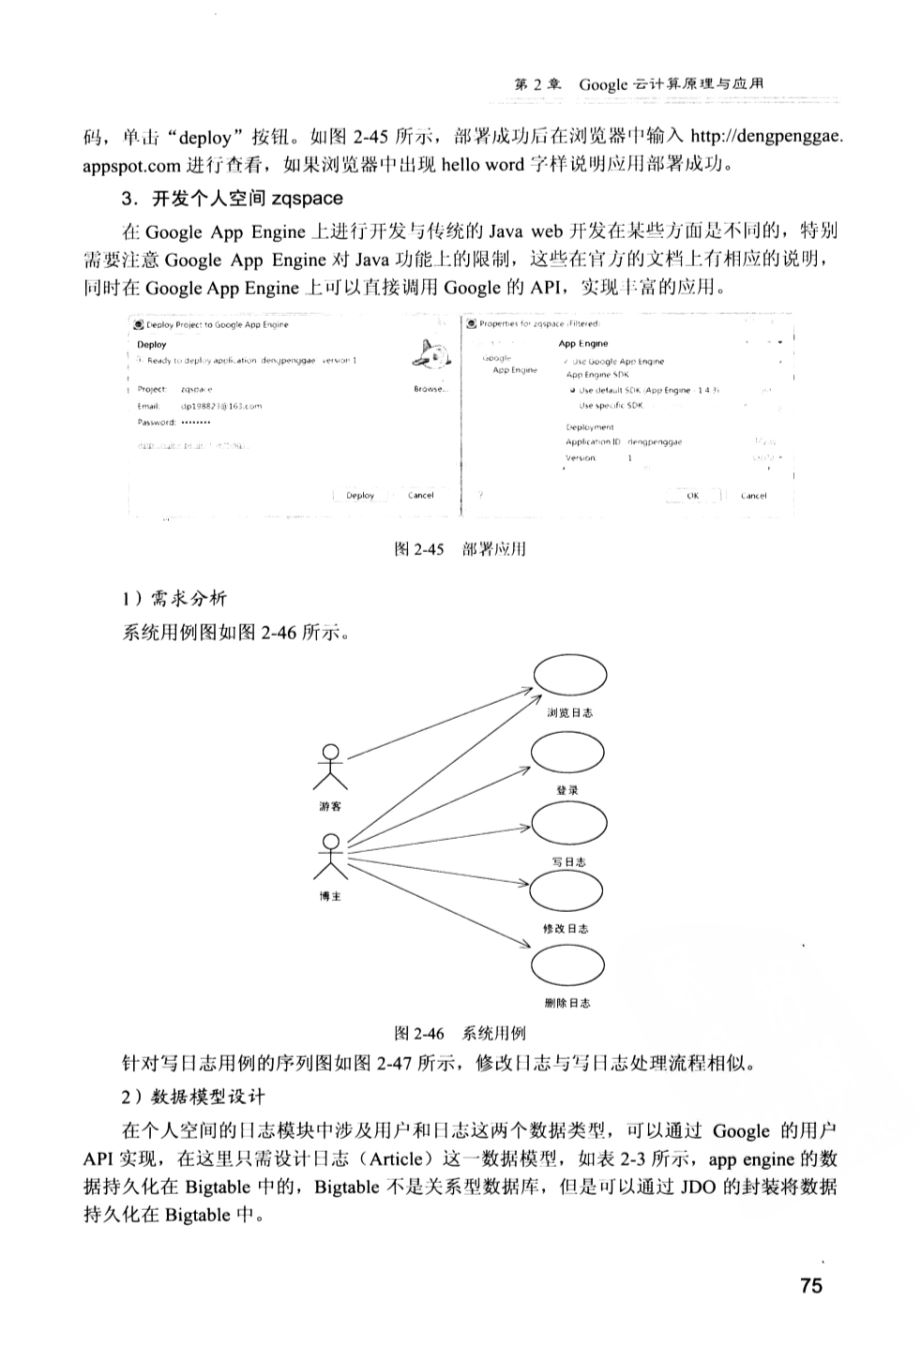 第 2 章 Google 云计算原理与应用
码，单击“deploy”按钮。如图 2-45 所示，部署成功后在浏览器中输入 http://dengpenggae.
appspot.com 进行查看，如果浏览器中出现 hello word 字样说明应用部署成功。
3．开发个人空间 zqspace
在 Google App Engine 上进行开发与传统的 Java web 开发在某些方面是不同的，特别
需要注意 Google App Engine 对 Java 功能上的限制，这些在官方的文档上有相应的说明，
同时在 Google App Engine 上可以直接调用 Google 的 API，实现丰富的应用。
Deploy Project to Google App Engine
Deploy
Ready to deploy application dengpenggae version 1
Project: zqspace
Browse...
Email:
Password: ••••••••
Deploy Cancel
Properties for zqspace (Filtered)
App Engine
Google
App Engine
Use Google App Engine
App Engine SDK
Use default SDK (App Engine - 1.4.3)
Use specific SDK
Deployment
Application ID: dengpenggae
Version: 1
OK Cancel
图 2-45 部署应用
1）需求分析
系统用例图如图 2-46 所示。
浏览日志
登录
游客
写日志
博主
修改日志
删除日志
图 2-46 系统用例
针对写日志用例的序列图如图 2-47 所示，修改日志与写日志处理流程相似。
2）数据模型设计
在个人空间的日志模块中涉及用户和日志这两个数据类型，可以通过 Google 的用户
API 实现，在这里只需设计日志（Article）这一数据模型，如表 2-3 所示，app engine 的数
据持久化在 Bigtable 中的，Bigtable 不是关系型数据库，但是可以通过 JDO 的封装将数据
持久化在 Bigtable 中。
75